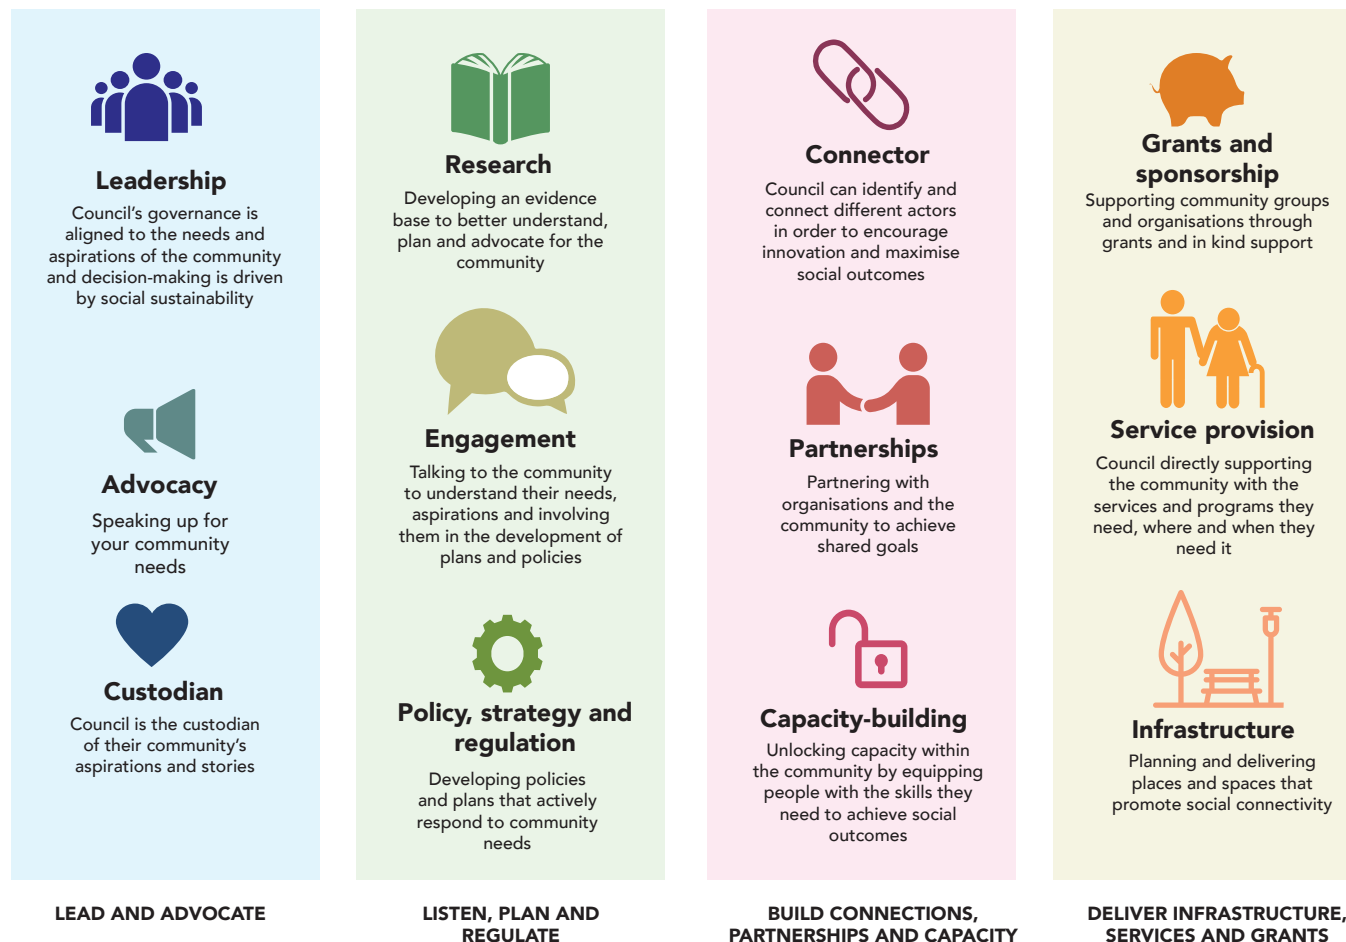 Leadership
Council’s governance is
aligned to the needs and
aspirations of the community
and decision-making is driven
by social sustainability
Advocacy
Speaking up for
your community
needs
Custodian
Council is the custodian
of their community’s
aspirations and stories
LEAD AND ADVOCATE
Research
Developing an evidence
base to better understand,
plan and advocate for the
community
Engagement
Talking to the community
to understand their needs,
aspirations and involving
them in the development of
plans and policies
Policy, strategy and
regulation
Developing policies
and plans that actively
respond to community
needs
LISTEN, PLAN AND
REGULATE
Connector
Council can identify and
connect different actors
in order to encourage
innovation and maximise
social outcomes
Partnerships
Partnering with
organisations and the
community to achieve
shared goals
Capacity-building
Unlocking capacity within
the community by equipping
people with the skills they
need to achieve social
outcomes
BUILD CONNECTIONS,
PARTNERSHIPS AND CAPACITY
Grants and
sponsorship
Supporting community groups
and organisations through
grants and in kind support
Service provision
Council directly supporting
the community with the
services and programs they
need, where and when they
need it
Infrastructure
Planning and delivering
places and spaces that
promote social connectivity
DELIVER INFRASTRUCTURE,
SERVICES AND GRANTS